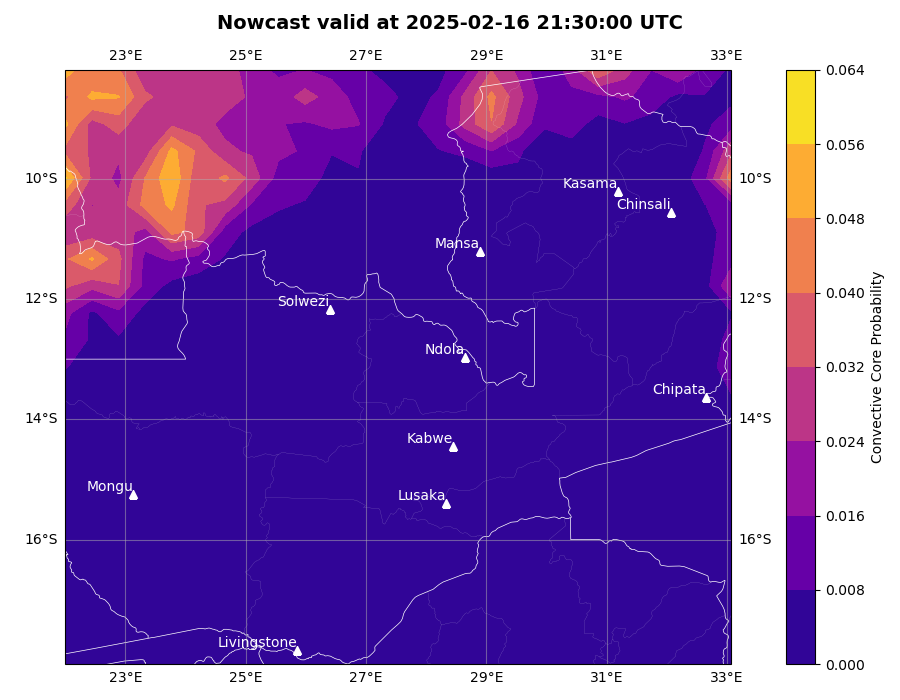 Nowcast valid at 2025-02-16 21:30:00 UTC
23°E 25°E 27°E 29°E 31°E 33°E
0.064
0.056
0.048
0.040
0.032
0.024
0.016
0.008
0.000
Convective Core Probability
10°S 10°S
12°S 12°S
14°S 14°S
16°S 16°S
Kasama
Chinsali
Mansa
Solwezi
Ndola
Chipata
Kabwe
Mongu
Lusaka
Livingstone
23°E 25°E 27°E 29°E 31°E 33°E